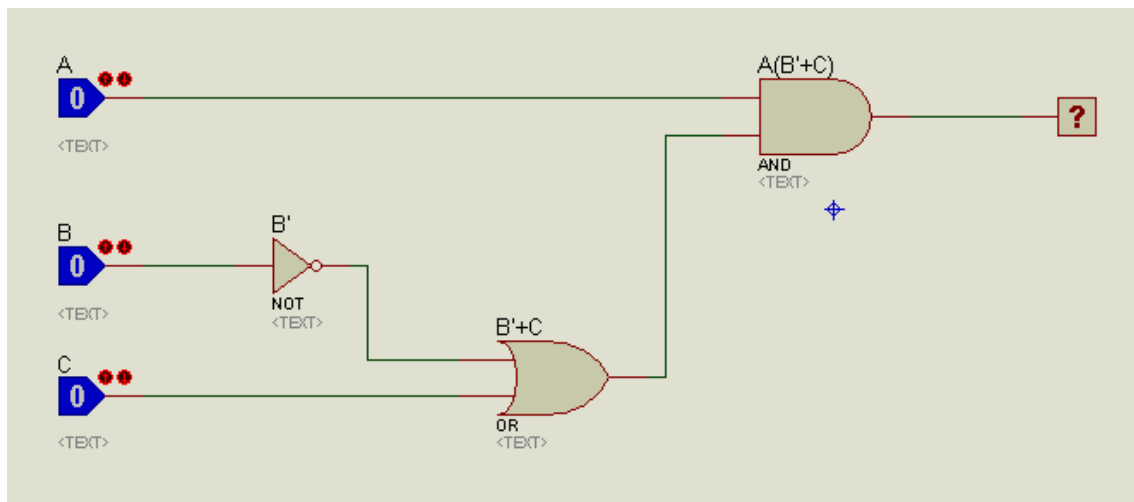 A
0
<TEXT>
A(B'+C)
AND
<TEXT>
?
B
0
<TEXT>
B'
NOT
<TEXT>
B'+C
OR
<TEXT>
C
0
<TEXT>